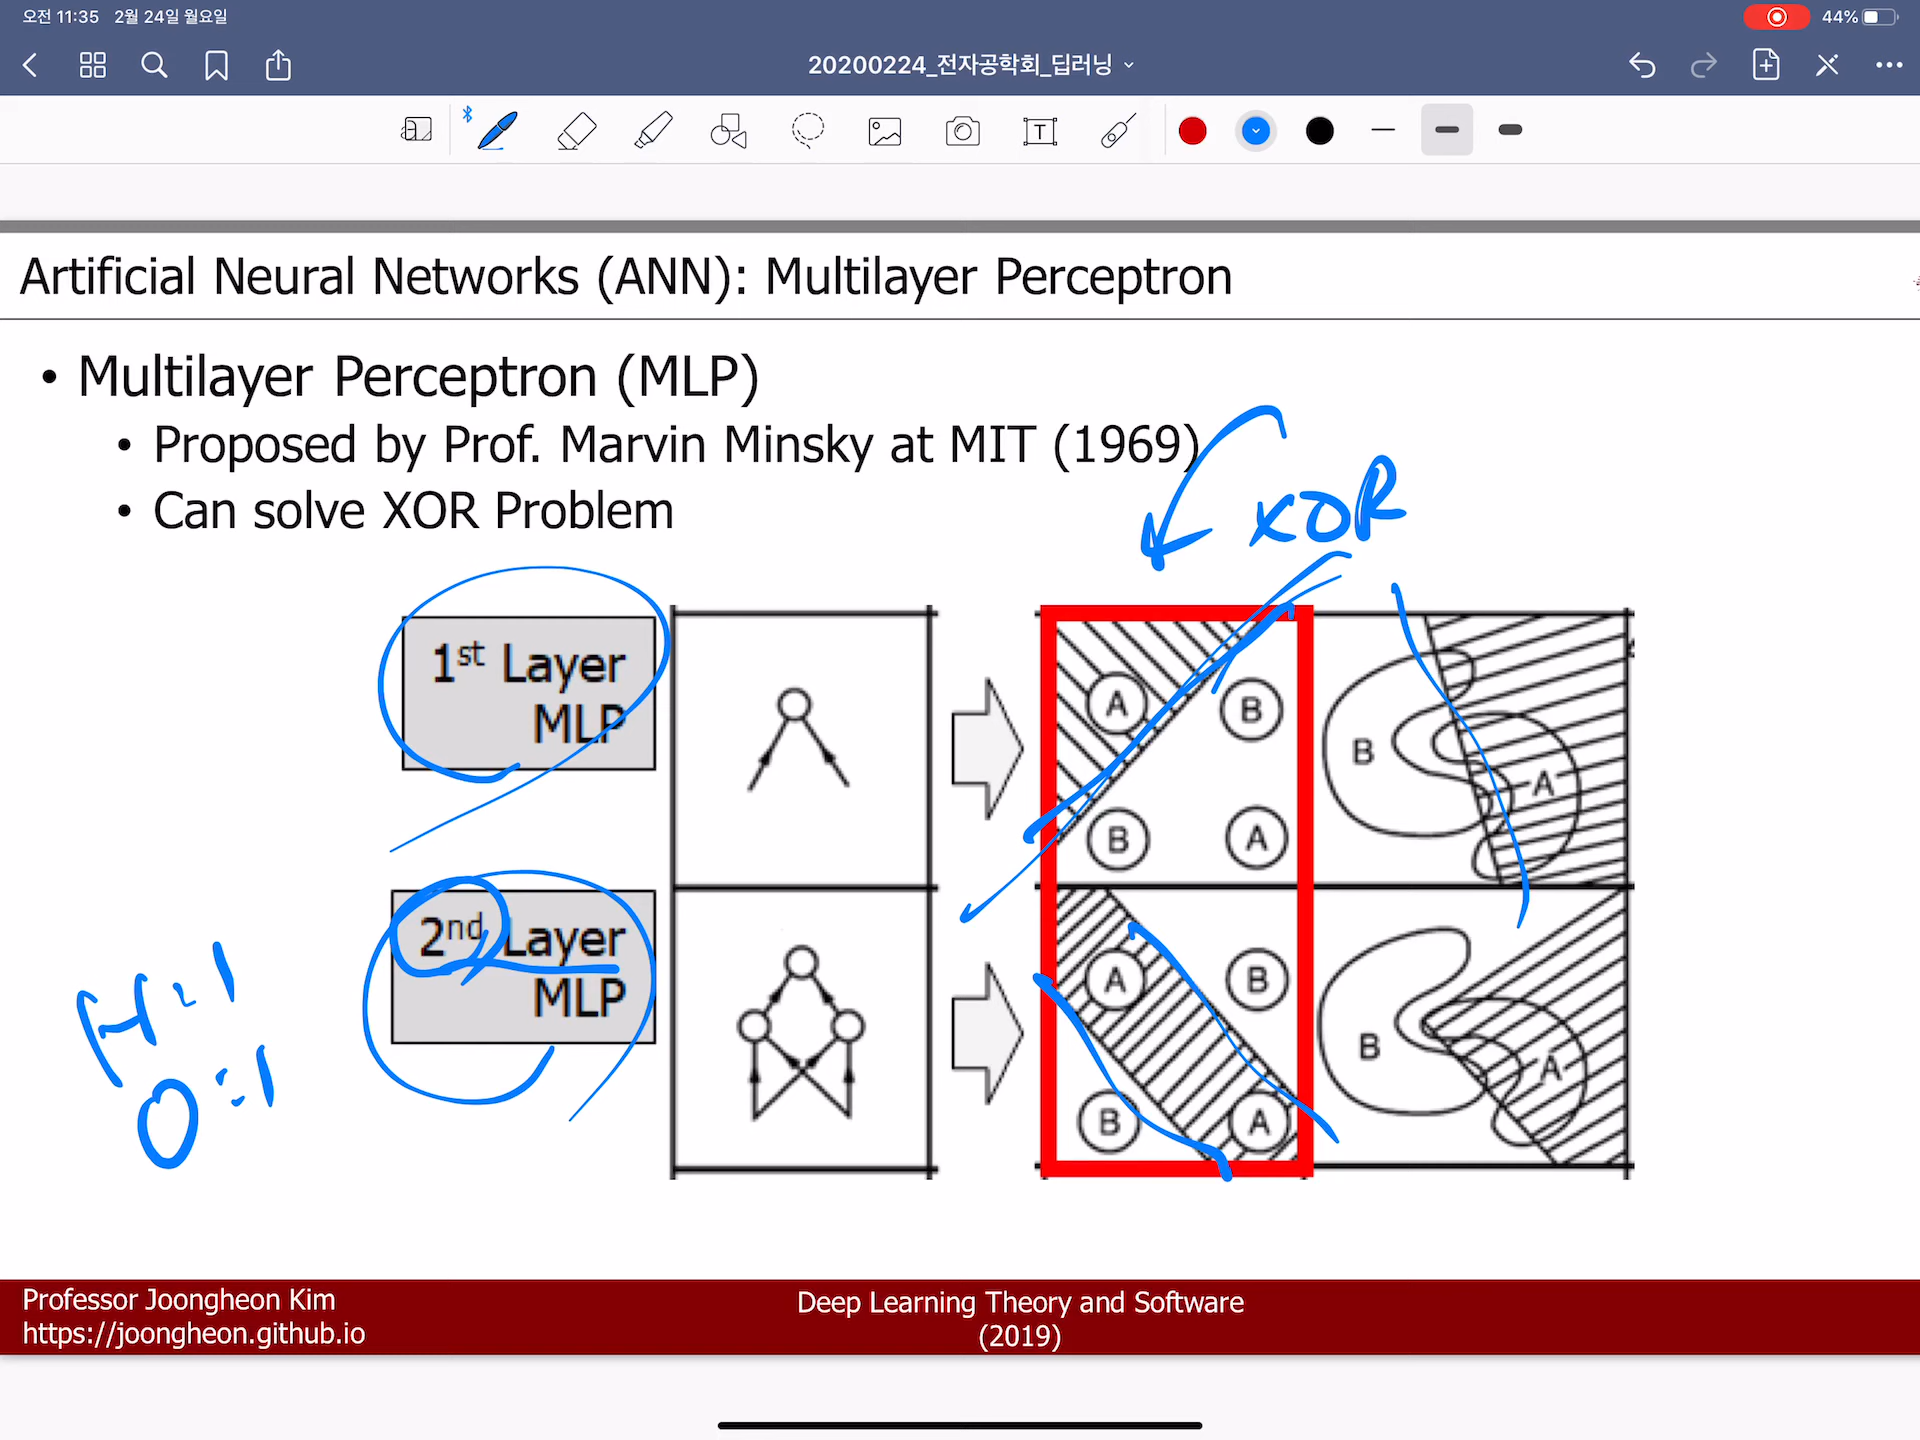 오전 11:35 2월 24일 월요일
44%
20200224_전자공학회_딥러닝
Artificial Neural Networks (ANN): Multilayer Perceptron
• Multilayer Perceptron (MLP)
• Proposed by Prof. Marvin Minsky at MIT (1969)
• Can solve XOR Problem
XOR
1st Layer
MLP
A
B
B
A
B
A
2nd Layer
MLP
A
B
B
A
B
A
H=1
O=1
Professor Joongheon Kim
https://joongheon.github.io
Deep Learning Theory and Software
(2019)